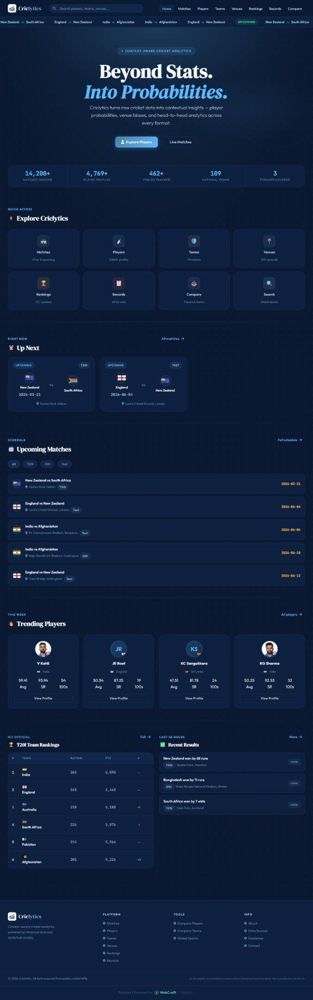 Criclytics
Search players, teams, venues...
Home Matches Players Teams Venues Rankings Records Compare
New Zealand vs South Africa England vs New Zealand India vs Afghanistan India vs Afghanistan England vs New Zealand UPCOMING New Zealand vs South Africa
CONTEXT-AWARE CRICKET ANALYTICS
Beyond Stats.
Into Probabilities.
Criclytics turns raw cricket data into contextual insights — player
probabilities, venue biases, and head-to-head analytics across
every format.
Explore Players Live Matches
14,200+ 4,769+ 462+ 109 3
MATCHES INDEXED PLAYER PROFILES VENUES TRACKED NATIONAL TEAMS FORMATS COVERED
QUICK ACCESS
Explore Criclytics
Matches Players Teams Venues
3 live · 8 upcoming 3,800+ profiles 48 nations 120+ grounds
Rankings Records Compare Search
ICC updated All formats Players & teams Global search
RIGHT NOW All matches →
Up Next
UPCOMING T20I UPCOMING TEST
New Zealand VS South Africa England VS New Zealand
2026-03-21 2026-06-04
Saxton Oval, Nelson Lord's Cricket Ground, London
SCHEDULE Full schedule →
Upcoming Matches
All T20I ODI Test
New Zealand vs South Africa
Saxton Oval, Nelson T20I
2026-03-21
England vs New Zealand
Lord's Cricket Ground, London Test
2026-06-04
India vs Afghanistan
M. Chinnaswamy Stadium, Bengaluru Test
2026-06-06
India vs Afghanistan
Rajiv Gandhi Int. Stadium, Hyderabad ODI
2026-06-10
England vs New Zealand
Trent Bridge, Nottingham Test
2026-06-12
THIS WEEK All players →
Trending Players
JR KS
V Kohli JE Root KC Sangakkara RG Sharma
India England Sri Lanka India
59.41 93.94 54 50.54 87.25 19 47.51 81.78 24 50.25 92.53 32
Avg SR 100s Avg SR 100s Avg SR 100s Avg SR 100s
View Profile View Profile View Profile View Profile
ICC OFFICIAL Full →
T20I Team Rankings
# TEAM RATING PTS ±
1 India 265 6,890 —
2 England 248 6,448 —
3 Australia 238 6,188 +1
4 South Africa 226 5,876 -1
5 Pakistan 214 5,564 —
6 Afghanistan 201 5,226 +2
LAST 48 HOURS More →
Recent Results
New Zealand won by 68 runs
T20I Seddon Park, Hamilton
DONE
Bangladesh won by 11 runs
ODI Shere Bangla National Stadium, Dhaka
DONE
South Africa won by 7 wkts
T20I Eden Park, Auckland
DONE
Criclytics
Context-aware cricket analytics
powered by historical data and
statistical models.
PLATFORM
Matches
Players
Teams
Venues
Rankings
Records
TOOLS
Compare Players
Compare Teams
Global Search
INFO
About
Data Sources
Disclaimer
Contact
© 2026 Criclytics. All data sourced from public cricket APIs.
All insights are statistical observations based on historical data. Not a prediction platform.
Designed & Developed by WebCraft Contact